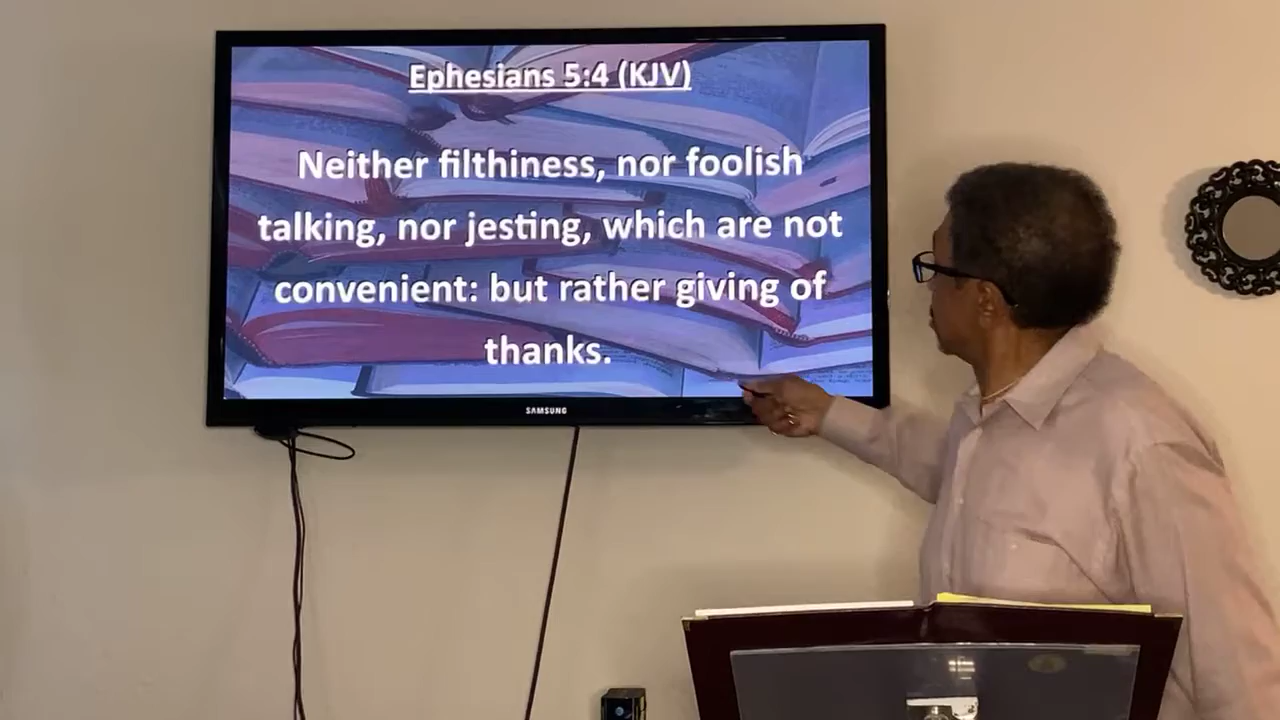 Ephesians 5:4 (KJV)
Neither filthiness, nor foolish
talking, nor jesting, which are not
convenient: but rather giving of
thanks.
SAMSUNG